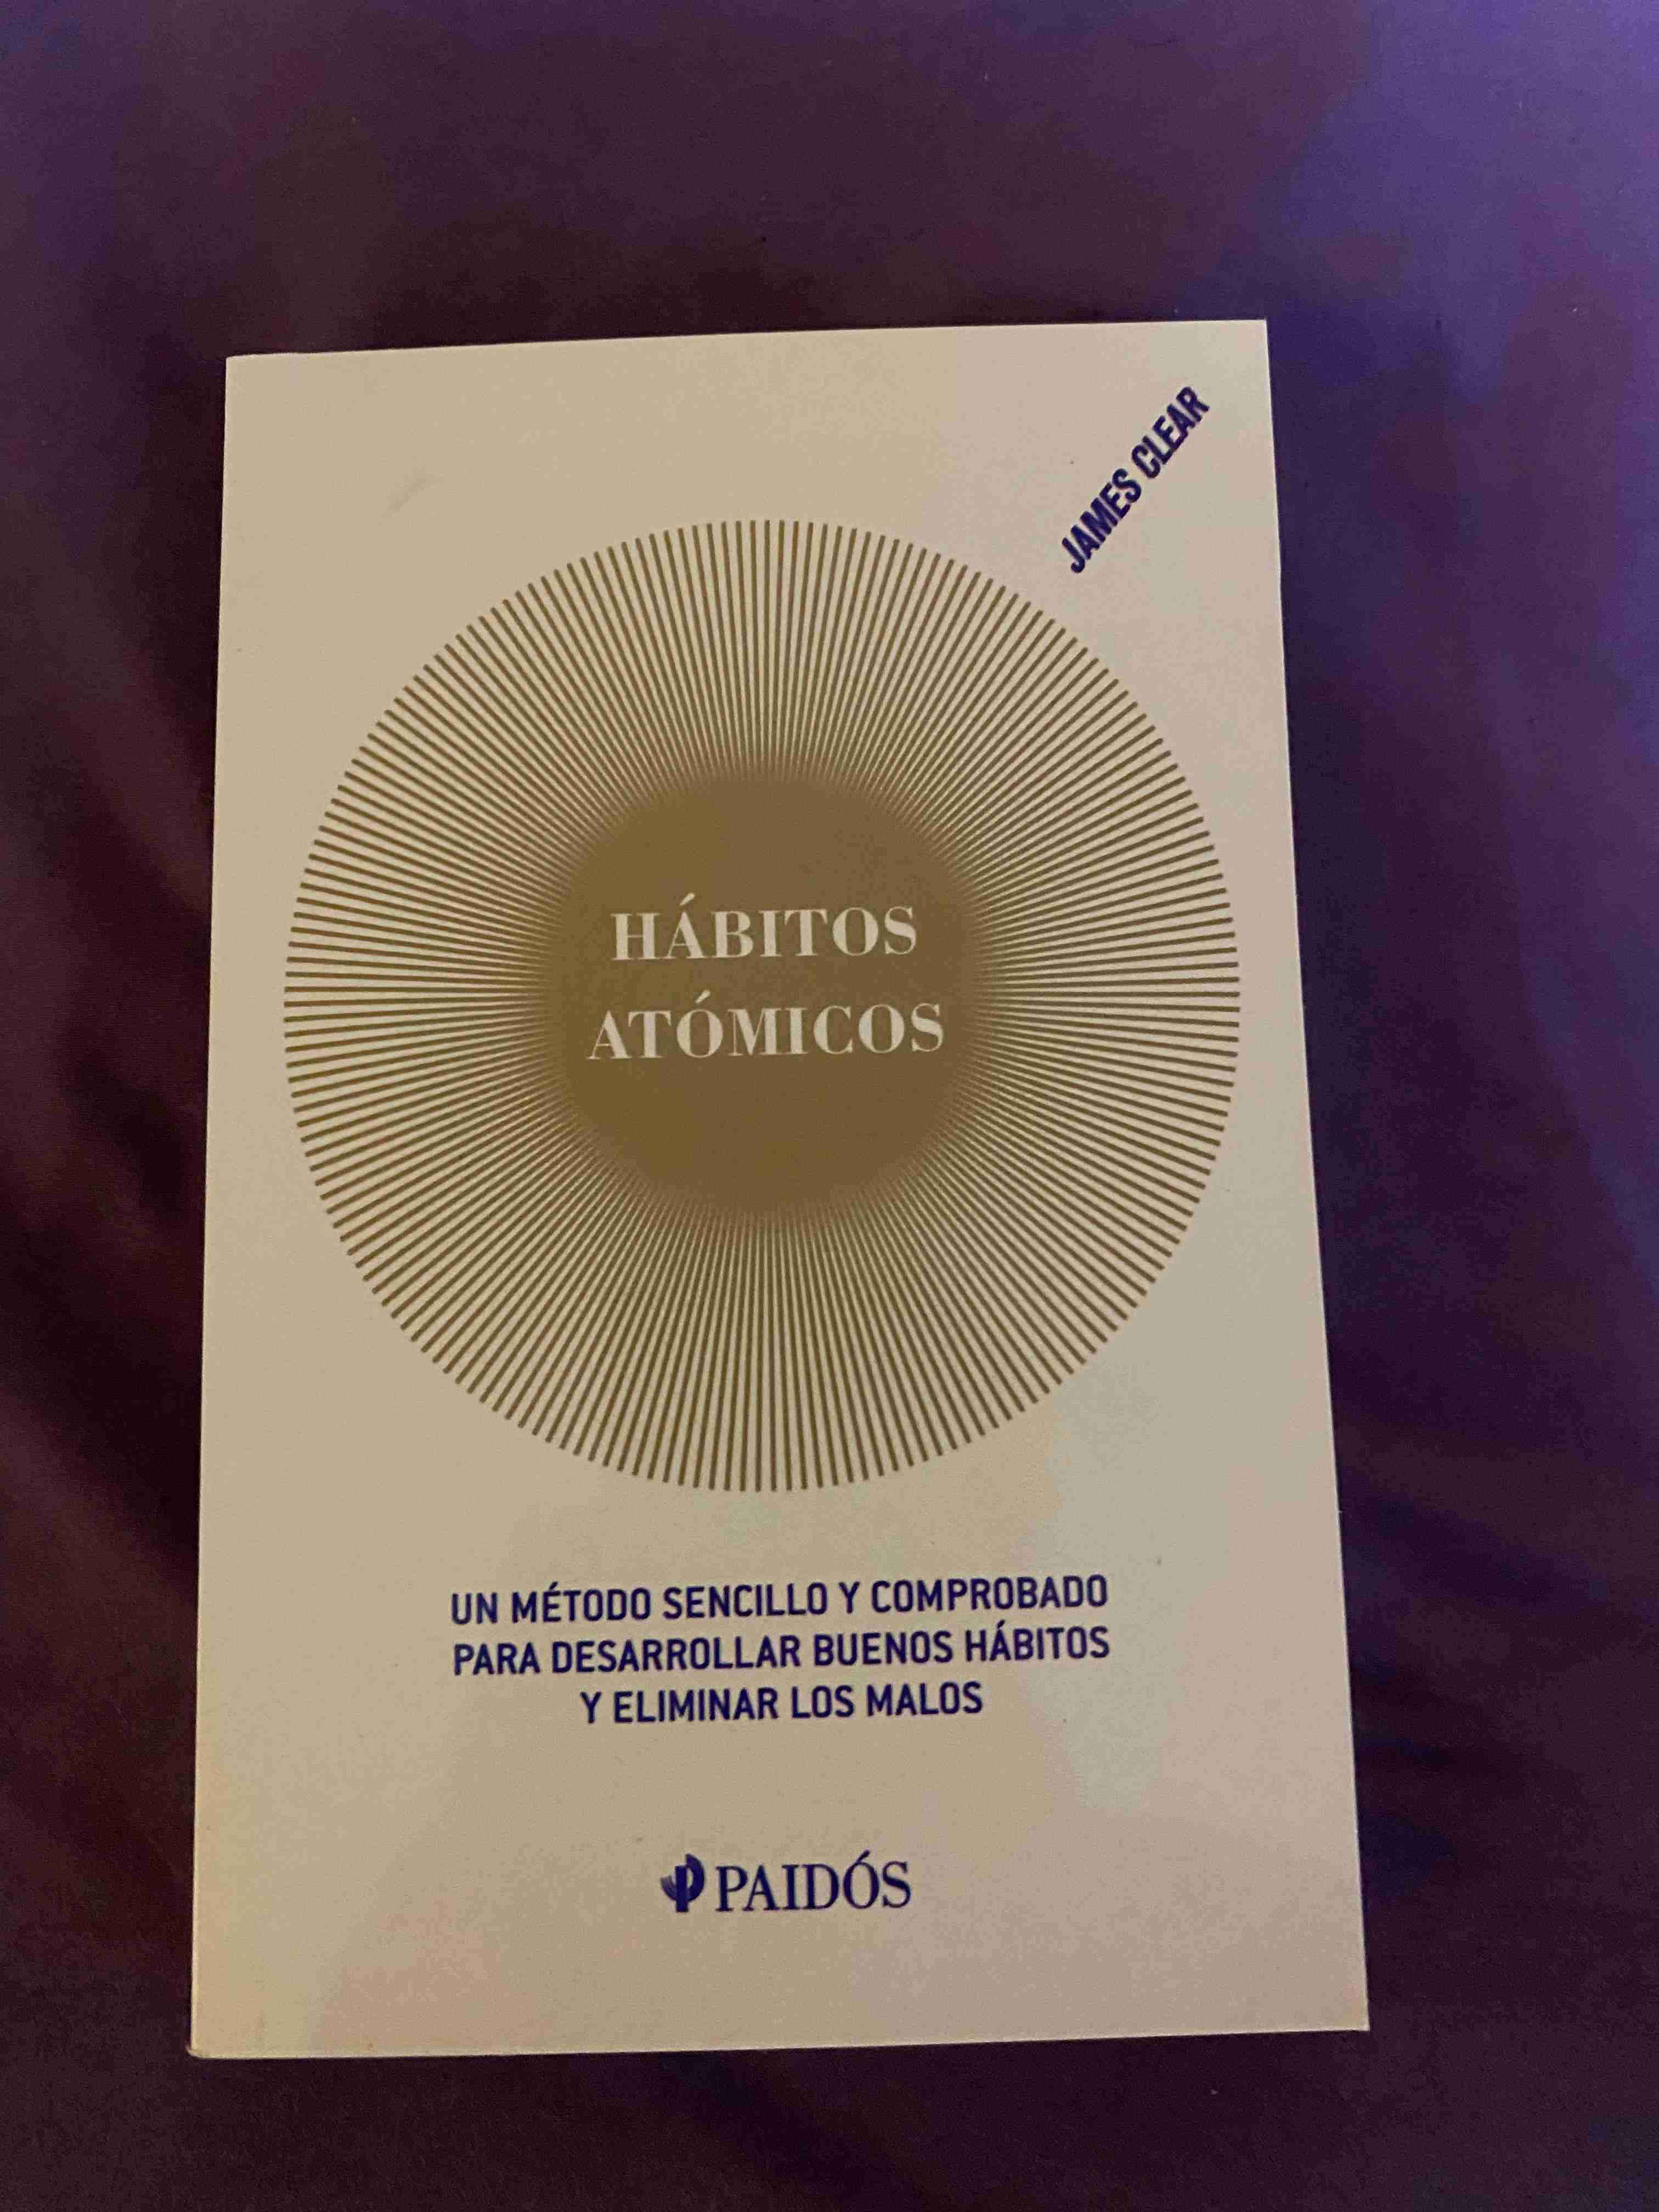 JAMES CLEAR
HÁBITOS
ATÓMICOS
UN MÉTODO SENCILLO Y COMPROBADO
PARA DESARROLLAR BUENOS HÁBITOS
Y ELIMINAR LOS MALOS
PAIDÓS